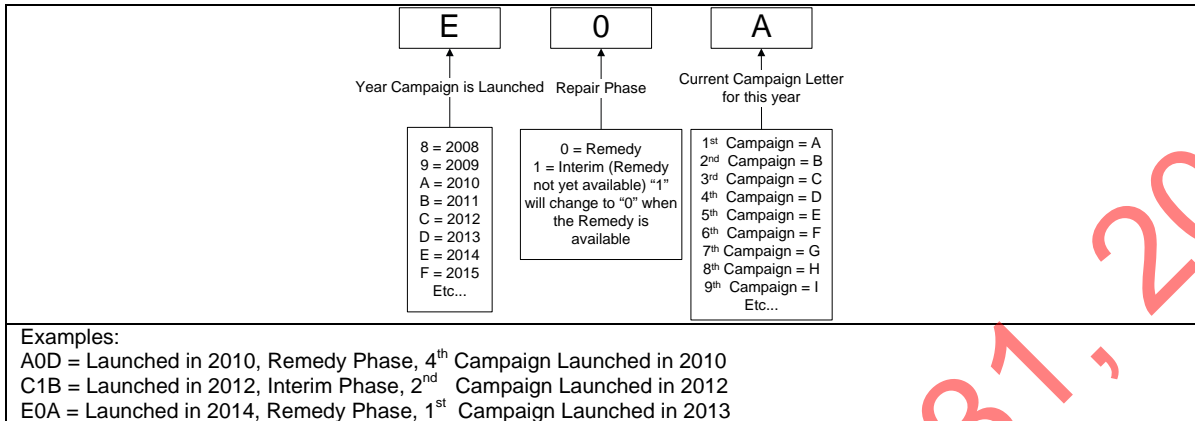 E 0 A
Year Campaign is Launched
Repair Phase
Current Campaign Letter
for this year
8 = 2008
9 = 2009
A = 2010
B = 2011
C = 2012
D = 2013
E = 2014
F = 2015
Etc...
0 = Remedy
1 = Interim (Remedy
not yet available) “1”
will change to “0” when
the Remedy is
available
1st Campaign = A
2nd Campaign = B
3rd Campaign = C
4th Campaign = D
5th Campaign = E
6th Campaign = F
7th Campaign = G
8th Campaign = H
9th Campaign = I
Etc...
Examples:
A0D = Launched in 2010, Remedy Phase, 4th Campaign Launched in 2010
C1B = Launched in 2012, Interim Phase, 2nd Campaign Launched in 2012
E0A = Launched in 2014, Remedy Phase, 1st Campaign Launched in 2013
31, 20